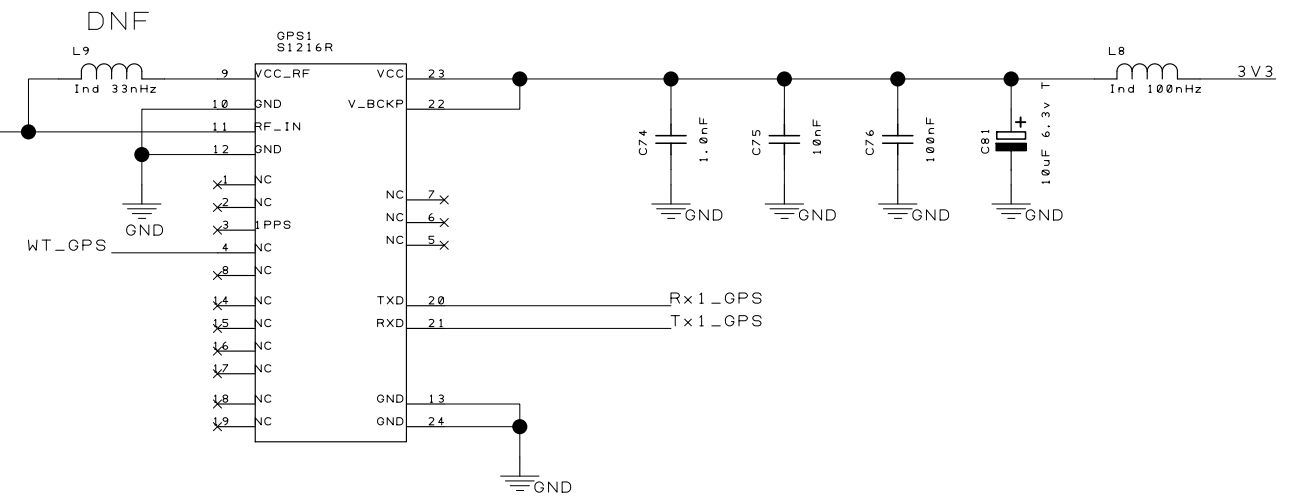 DNF
GPS1
S1216R
L9
L8
Ind 33nHz
Ind 100nHz
3V3
9 VCC_RF VCC 23
10 GND V_BCKP 22
11 RF_IN
12 GND
1 NC
2 NC NC 7
3 1PPS NC 6
4 NC NC 5
8 NC
14 NC TXD 20
15 NC RXD 21
16 NC
17 NC
18 NC GND 13
19 NC GND 24
GND
WT_GPS
Rx1_GPS
Tx1_GPS
GND
C74
1.0nF
GND
C75
10nF
GND
C76
100nF
GND
C81
+
10uF 6.3v T
GND